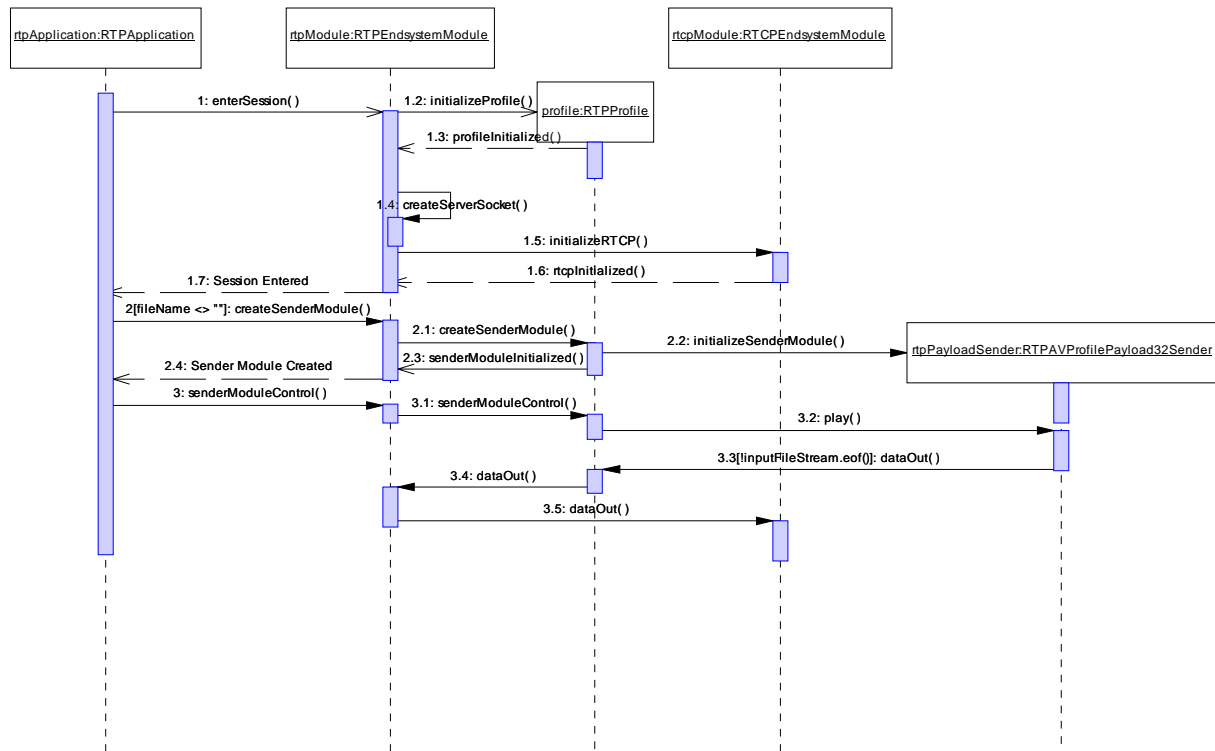 rtpApplication:RTPApplication
rtpModule:RTPEndsystemModule
rtcpModule:RTCPEndsystemModule
1: enterSession()
1.2: initializeProfile()
profile:RTPProfile
1.3: profileInitialized()
1.4: createServerSocket()
1.5: initializeRTCP()
1.6: rtcpInitialized()
1.7: Session Entered
2[fileName <> ""]: createSenderModule()
2.1: createSenderModule()
2.2: initializeSenderModule()
rtpPayloadSender:RTPAVProfilePayload32Sender
2.3: senderModuleInitialized()
2.4: Sender Module Created
3: senderModuleControl()
3.1: senderModuleControl()
3.2: play()
3.3[!inputFileStream.eof()]: dataOut()
3.4: dataOut()
3.5: dataOut()